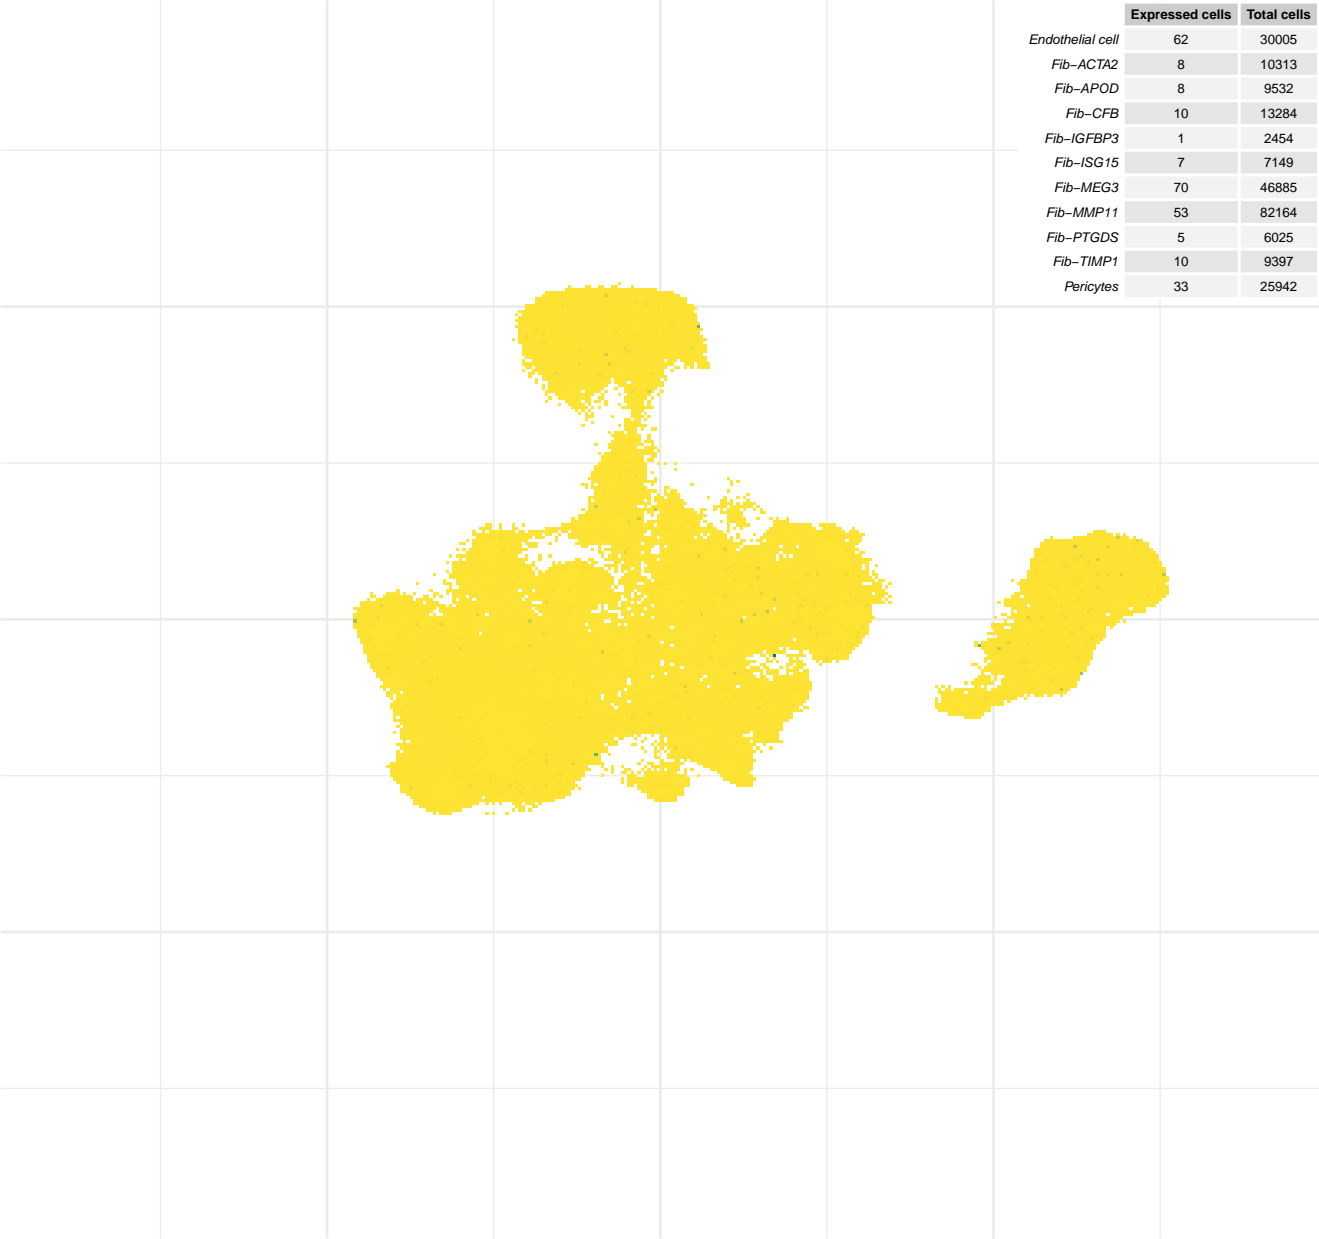 Expressed cells Total cells
Endothelial cell 62 30005
Fib−ACTA2 8 10313
Fib−APOD 8 9532
Fib−CFB 10 13284
Fib−IGFBP3 1 2454
Fib−ISG15 7 7149
Fib−MEG3 70 46885
Fib−MMP11 53 82164
Fib−PTGDS 5 6025
Fib−TIMP1 10 9397
Pericytes 33 25942